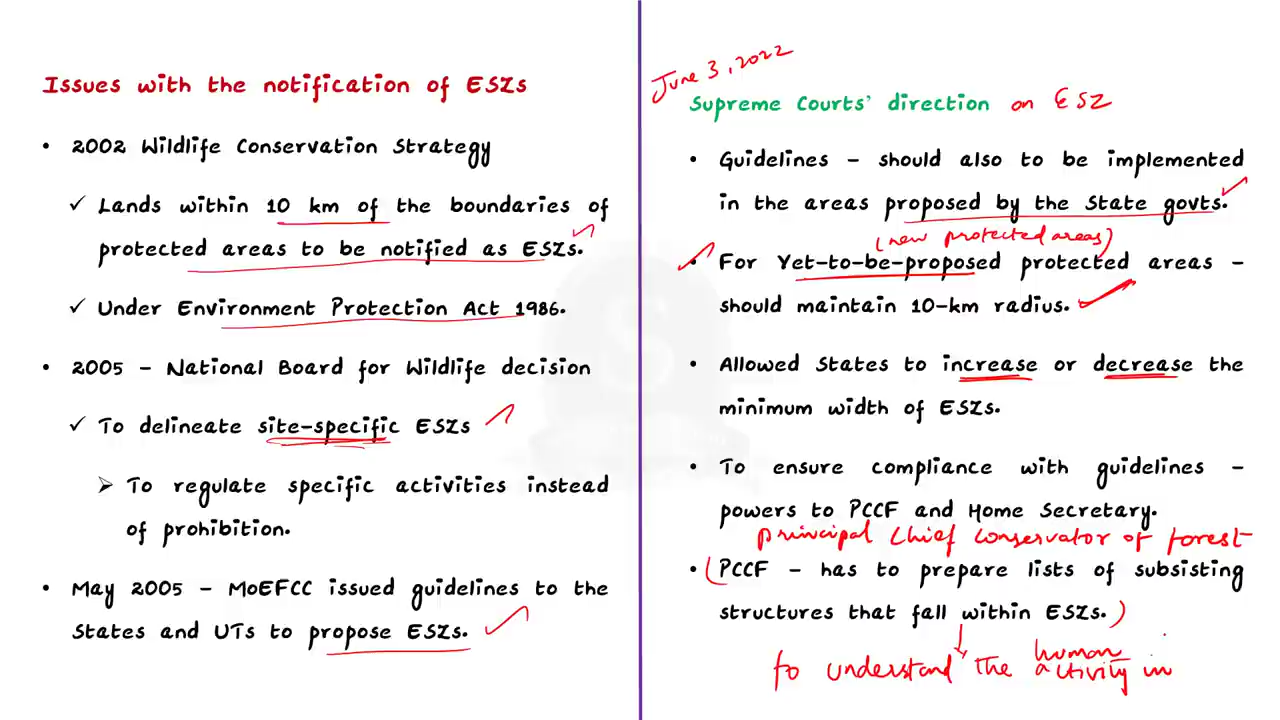 Issues with the notification of ESZs
• 2002 Wildlife Conservation Strategy
✓ Lands within 10 km of the boundaries of
protected areas to be notified as ESZs.
✓ Under Environment Protection Act 1986.
• 2005 - National Board for Wildlife decision
✓ To delineate site-specific ESZs
➢ To regulate specific activities instead
of prohibition.
• May 2005 - MoEFCC issued guidelines to the
States and UTs to propose ESZs.
June 3, 2022
Supreme Courts' direction on ESZ
• Guidelines - should also to be implemented
in the areas proposed by the State govts.
(new protected areas)
• For Yet-to-be-proposed protected areas -
should maintain 10-km radius.
• Allowed States to increase or decrease the
minimum width of ESZs.
• To ensure compliance with guidelines -
powers to PCCF and Home Secretary.
principal Chief Conservator of forest
• (PCCF - has to prepare lists of subsisting
structures that fall within ESZs.)
to understand the human
activity in